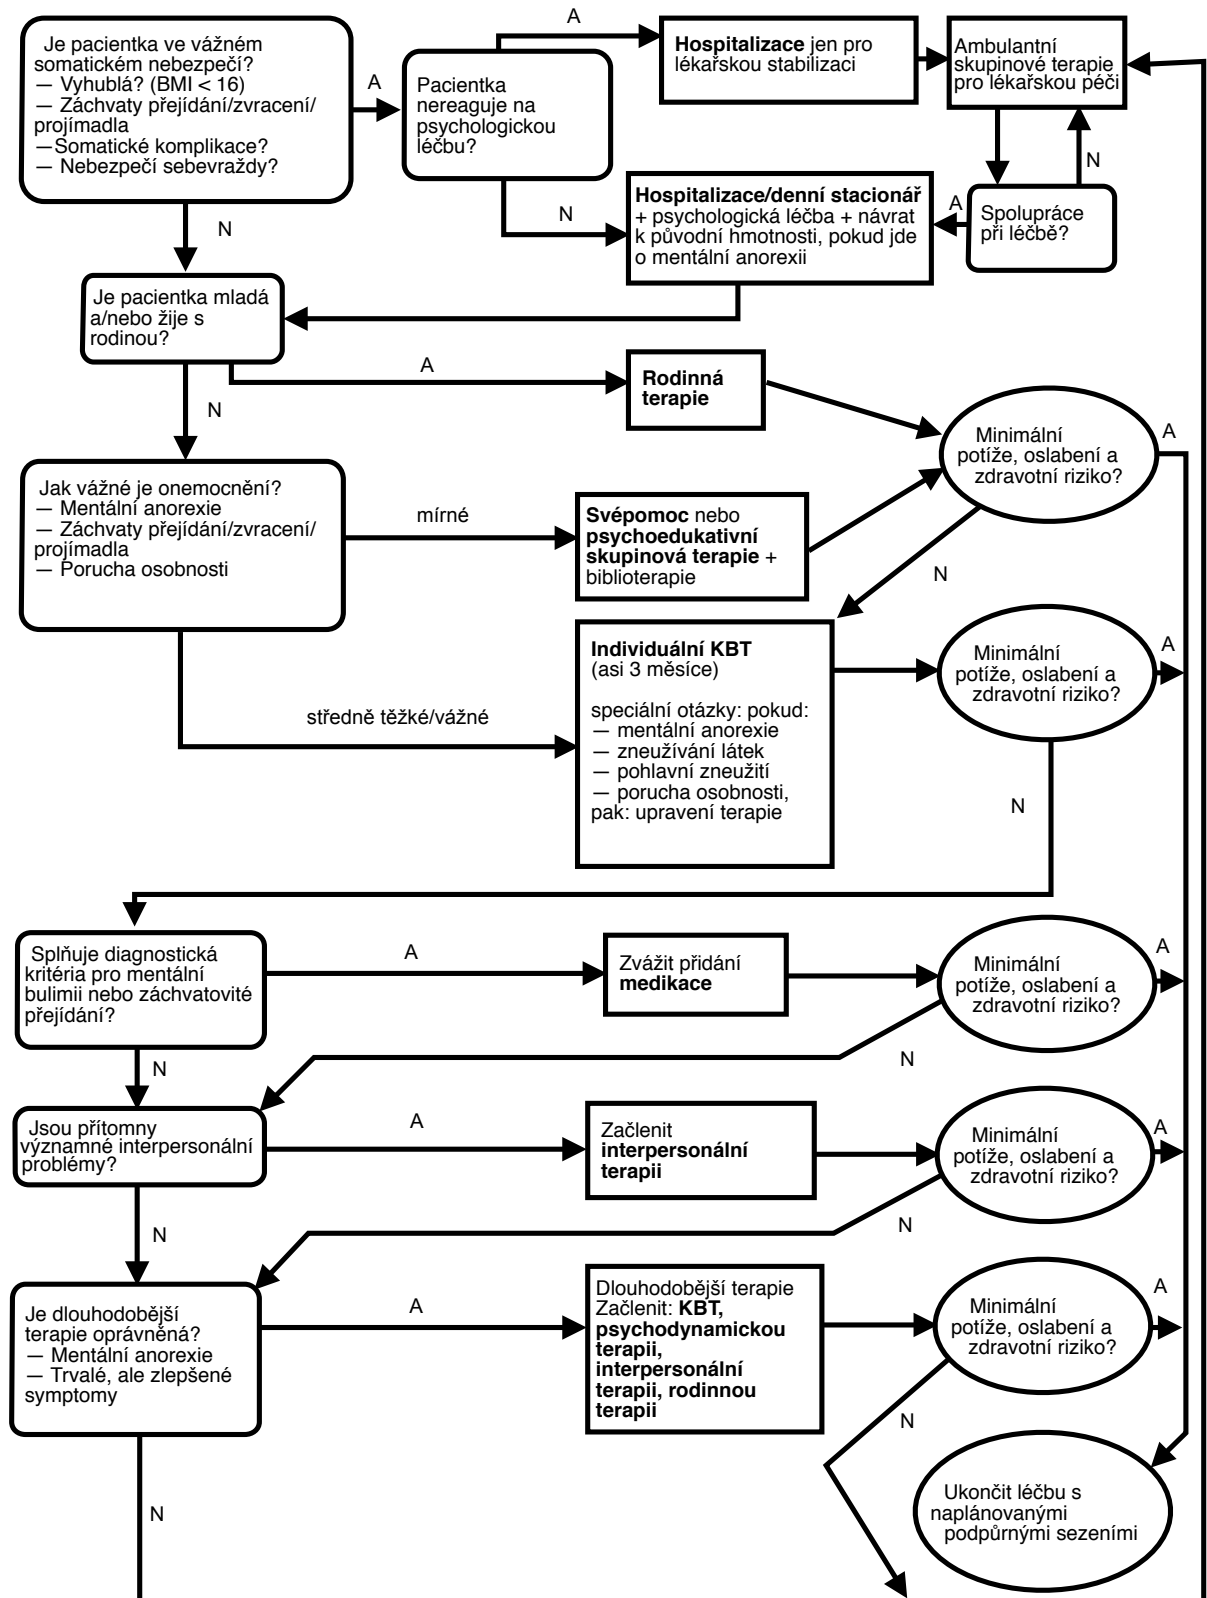 Je pacientka ve vážném
somatickém nebezpečí?
— Vyhublá? (BMI < 16)
— Záchvaty přejídání/zvracení/
projímadla
—Somatické komplikace?
— Nebezpečí sebevraždy?
A
Pacientka
nereaguje na
psychologickou
léčbu?
A
Hospitalizace jen pro
lékařskou stabilizaci
Ambulantní
skupinové terapie
pro lékařskou péči
N
N
Hospitalizace/denní stacionář
+ psychologická léčba + návrat
k původní hmotnosti, pokud jde
o mentální anorexii
A
Spolupráce
při léčbě?
N
Je pacientka mladá
a/nebo žije s
rodinou?
A
Rodinná
terapie
N
Minimální
potíže, oslabení a
zdravotní riziko?
A
Jak vážné je onemocnění?
— Mentální anorexie
— Záchvaty přejídání/zvracení/
projímadla
— Porucha osobnosti
mírné
Svépomoc nebo
psychoedukativní
skupinová terapie +
biblioterapie
N
středně těžké/vážné
Individuální KBT
(asi 3 měsíce)
speciální otázky: pokud:
— mentální anorexie
— zneužívání látek
— pohlavní zneužití
— porucha osobnosti,
pak: upravení terapie
Minimální
potíže, oslabení a
zdravotní riziko?
A
N
Splňuje diagnostická
kritéria pro mentální
bulimii nebo záchvatovité
přejídání?
A
Zvážit přidání
medikace
Minimální
potíže, oslabení a
zdravotní riziko?
A
N
N
Jsou přítomny
významné interpersonální
problémy?
A
Začlenit
interpersonální
terapii
Minimální
potíže, oslabení a
zdravotní riziko?
A
N
N
Je dlouhodobější
terapie oprávněná?
— Mentální anorexie
— Trvalé, ale zlepšené
symptomy
A
Dlouhodobější terapie
Začlenit: KBT,
psychodynamickou
terapii,
interpersonální
terapii, rodinnou
terapii
Minimální
potíže, oslabení a
zdravotní riziko?
A
N
N
Ukončit léčbu s
naplánovanými
podpůrnými sezeními